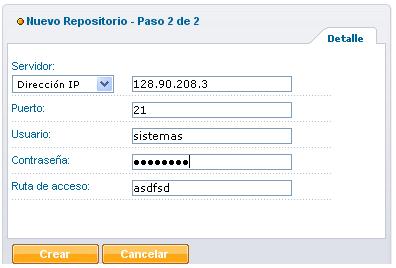 Nuevo Repositorio - Paso 2 de 2
Detalle
Servidor:
Dirección IP 128.90.208.3
Puerto: 21
Usuario: sistemas
Contraseña: ●●●●●●●●
Ruta de acceso: asdfsd
Crear Cancelar